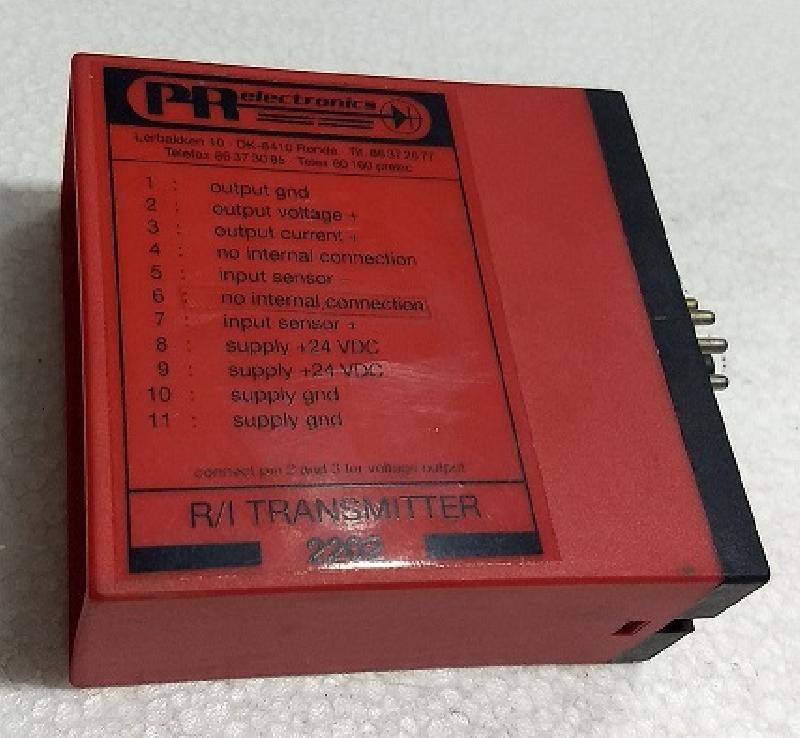 PR electronics
Lerbakken 10 · DK-8410 Rønde · Tlf. 86 37 26 77
Telefax 86 37 30 85 Telex 60 160 prelec
1 : output gnd
2 : output voltage +
3 : output current +
4 : no internal connection
5 : input sensor -
6 : no internal connection
7 : input sensor +
8 : supply +24 VDC
9 : supply +24 VDC
10 : supply gnd
11 : supply gnd
connect pin 2 and 3 for voltage output
R/I TRANSMITTER
2202